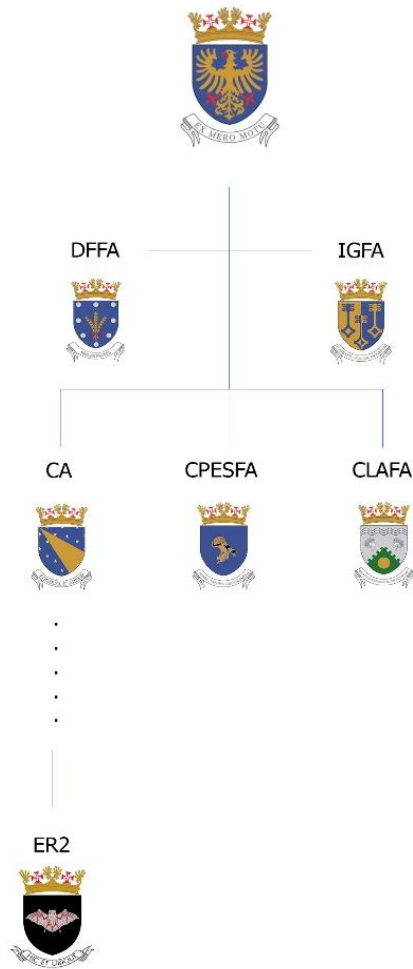 EX MERO MOTU
DFFA
IGFA
CA
CPESFA
CLAFA
ER2
HIC ET UBIQUE